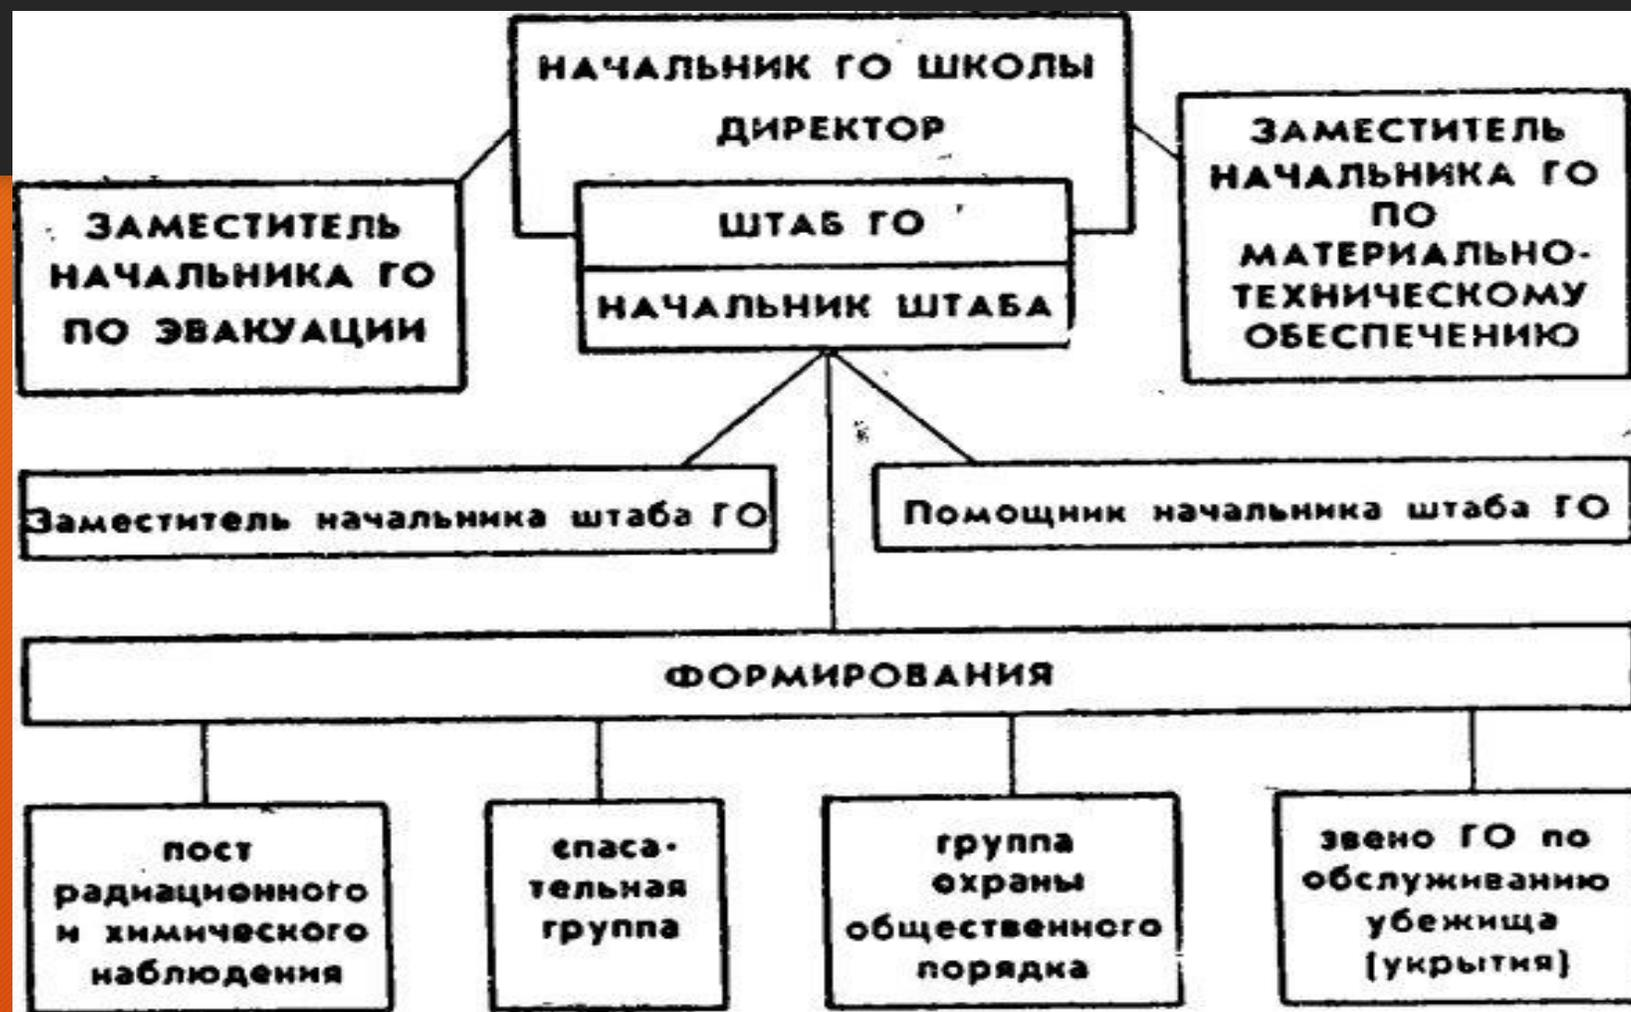 НАЧАЛЬНИК ГО ШКОЛЫ
ДИРЕКТОР
ШТАБ ГО
НАЧАЛЬНИК ШТАБА
ЗАМЕСТИТЕЛЬ
НАЧАЛЬНИКА ГО
ПО ЭВАКУАЦИИ
ЗАМЕСТИТЕЛЬ
НАЧАЛЬНИКА ГО
ПО
МАТЕРИАЛЬНО-
ТЕХНИЧЕСКОМУ
ОБЕСПЕЧЕНИЮ
Заместитель начальника штаба ГО
Помощник начальника штаба ГО
ФОРМИРОВАНИЯ
пост
радиационного
и химического
наблюдения
спаса-
тельная
группа
группа
охраны
общественного
порядка
звено ГО по
обслуживанию
убежища
(укрытия)